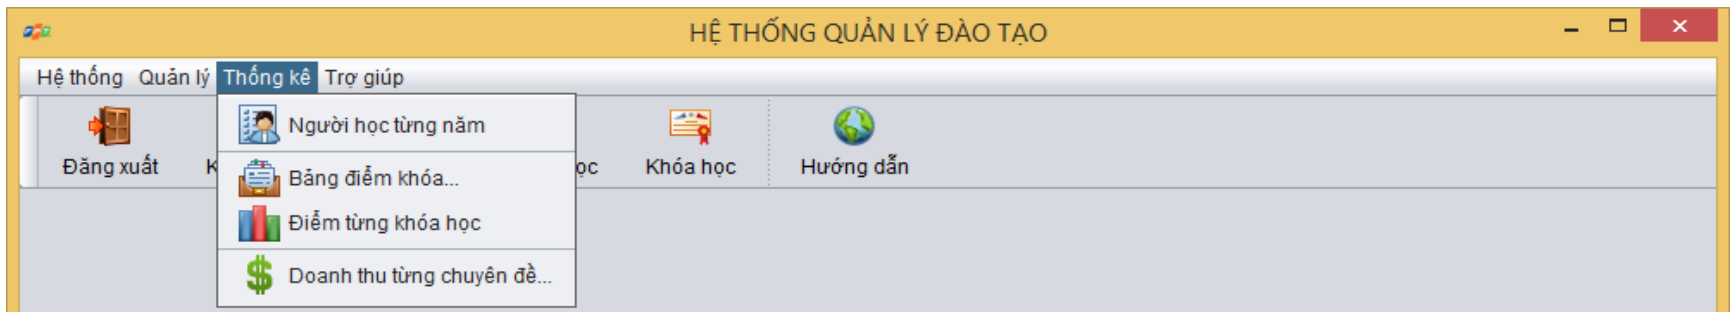 HỆ THỐNG QUẢN LÝ ĐÀO TẠO
Hệ thống Quản lý Thống kê Trợ giúp
Người học từng năm
Đăng xuất
Khóa học
Hướng dẫn
Bảng điểm khóa...
Điểm từng khóa học
Doanh thu từng chuyên đề...